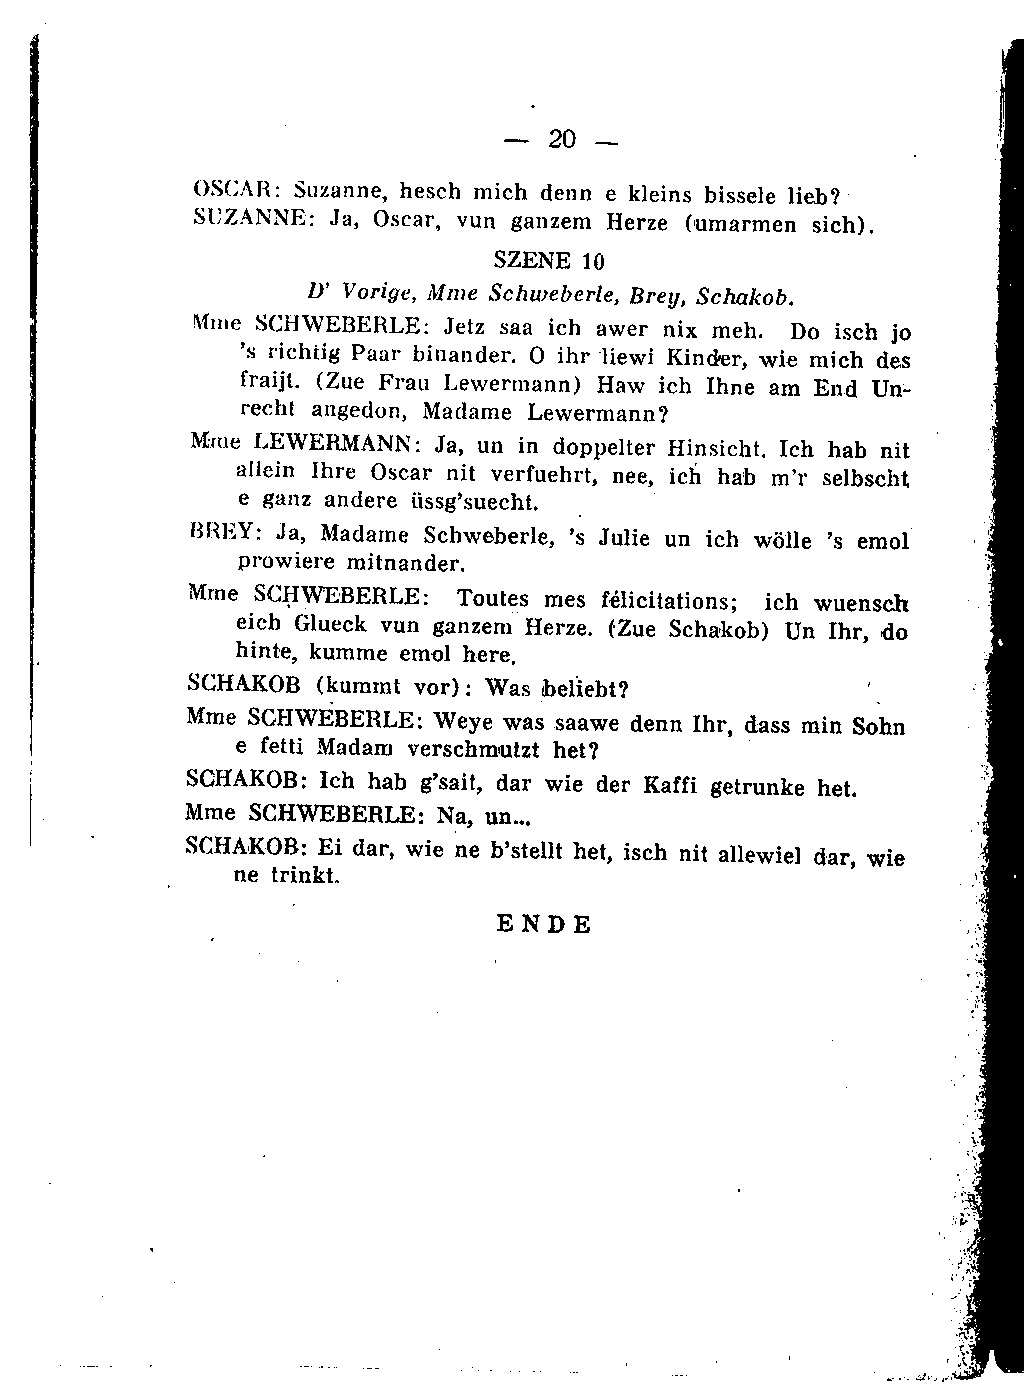 — 20 —
OSCAR: Suzanne, hesch mich denn e kleins bissele lieb?
SUZANNE: Ja, Oscar, vun ganzem Herze (umarmen sich).
SZENE 10
D' Vorige, Mme Schweberle, Brey, Schakob.
Mme SCHWEBERLE: Jetz saa ich awer nix meh. Do isch jo
's richtig Paar binander. O ihr liewi Kinder, wie mich des
fraijt. (Zue Frau Lewermann) Haw ich Ihne am End Un-
recht angedon, Madame Lewermann?
Mme LEWERMANN: Ja, un in doppelter Hinsicht. Ich hab nit
allein Ihre Oscar nit verfuehrt, nee, ich hab m'r selbscht
e ganz andere üssg'suecht.
BREY: Ja, Madame Schweberle, 's Julie un ich wölle 's emol
prowiere mitnander.
Mme SCHWEBERLE: Toutes mes félicitations; ich wuensch
eich Glueck vun ganzem Herze. (Zue Schakob) Un Ihr, do
hinte, kumme emol here.
SCHAKOB (kummt vor): Was beliebt?
Mme SCHWEBERLE: Weye was saawe denn Ihr, dass min Sohn
e fetti Madam verschmutzt het?
SCHAKOB: Ich hab g'sait, dar wie der Kaffi getrunke het.
Mme SCHWEBERLE: Na, un...
SCHAKOB: Ei dar, wie ne b'stellt het, isch nit allewiel dar, wie
ne trinkt.
ENDE